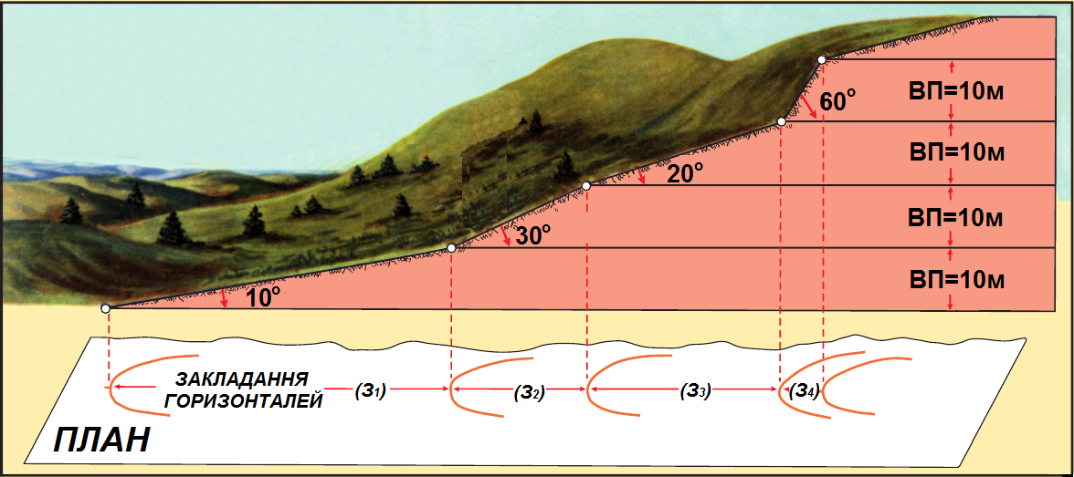 60°
ВП=10м
20°
ВП=10м
30°
ВП=10м
10°
ВП=10м
ЗАКЛАДАННЯ
ГОРИЗОНТАЛЕЙ
(З1)
(З2)
(З3)
(З4)
ПЛАН